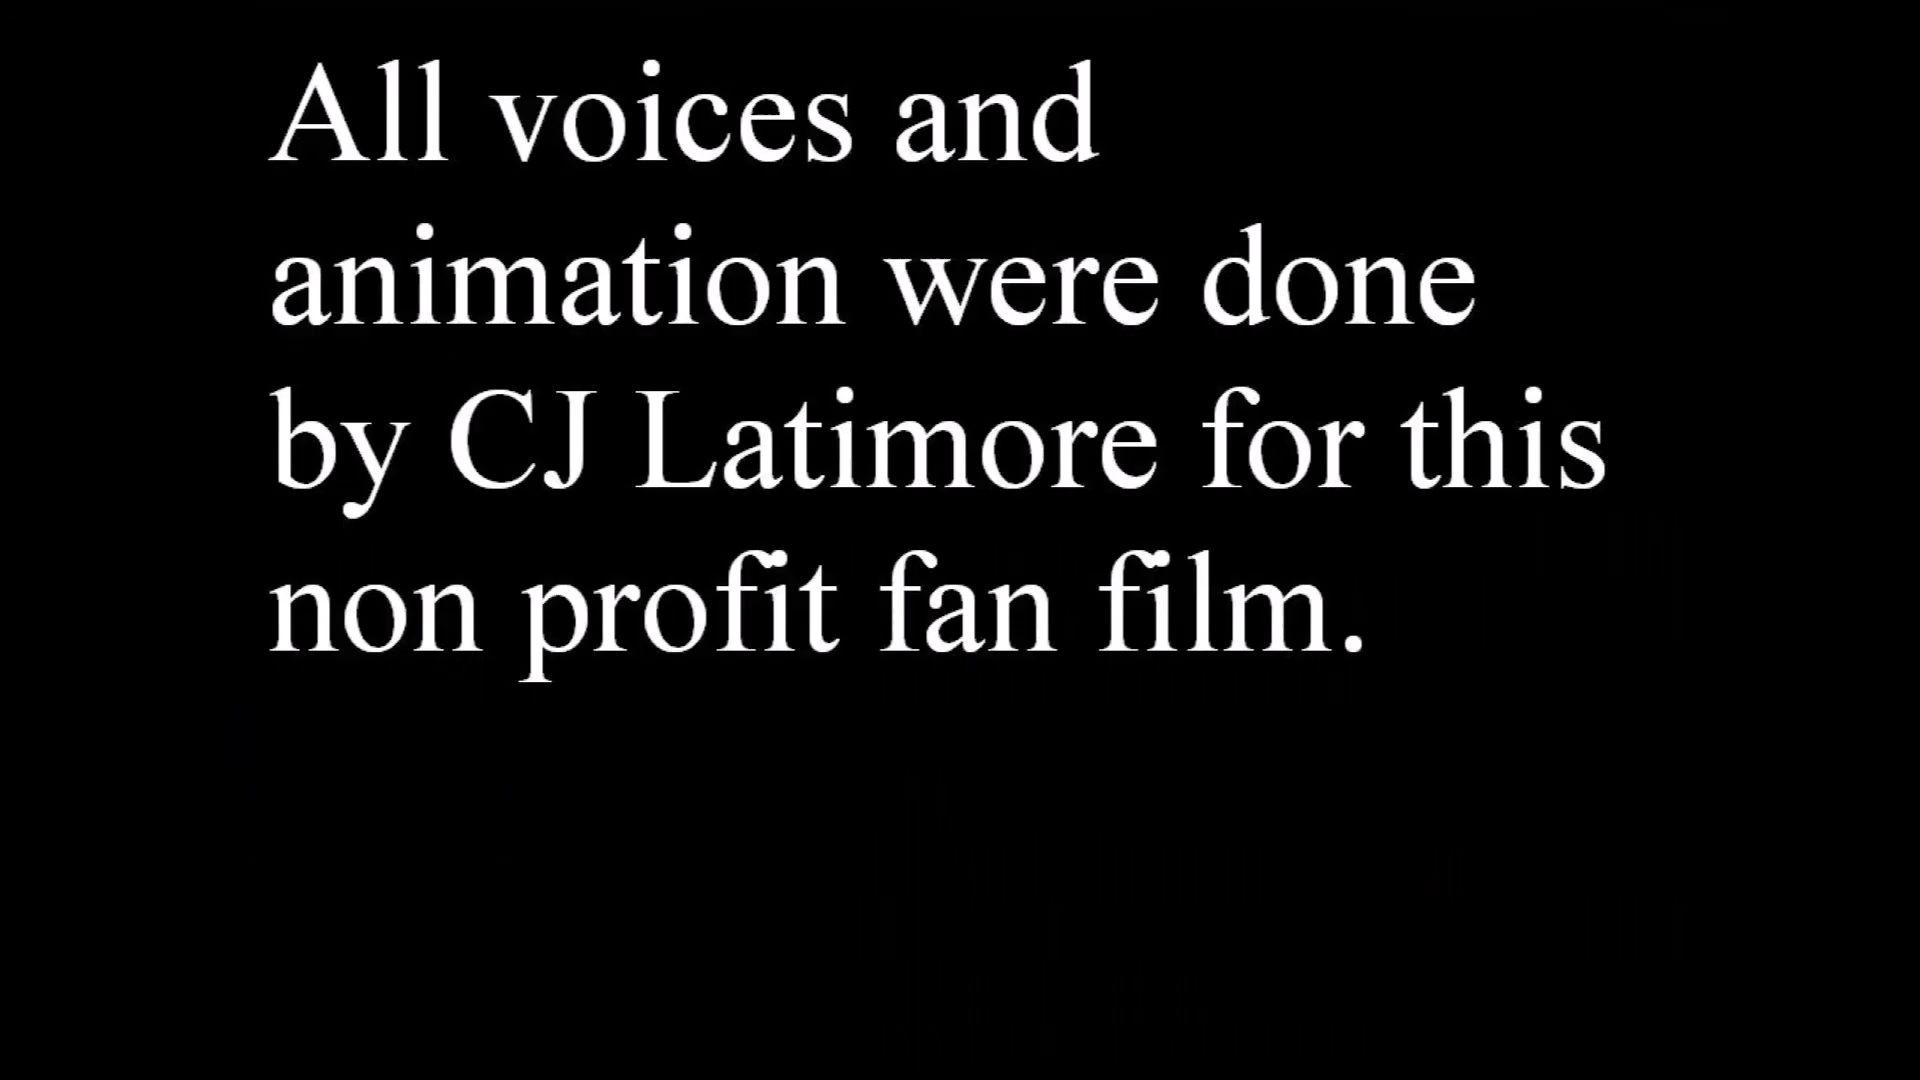 All voices and
animation were done
by CJ Latimore for this
non profit fan film.